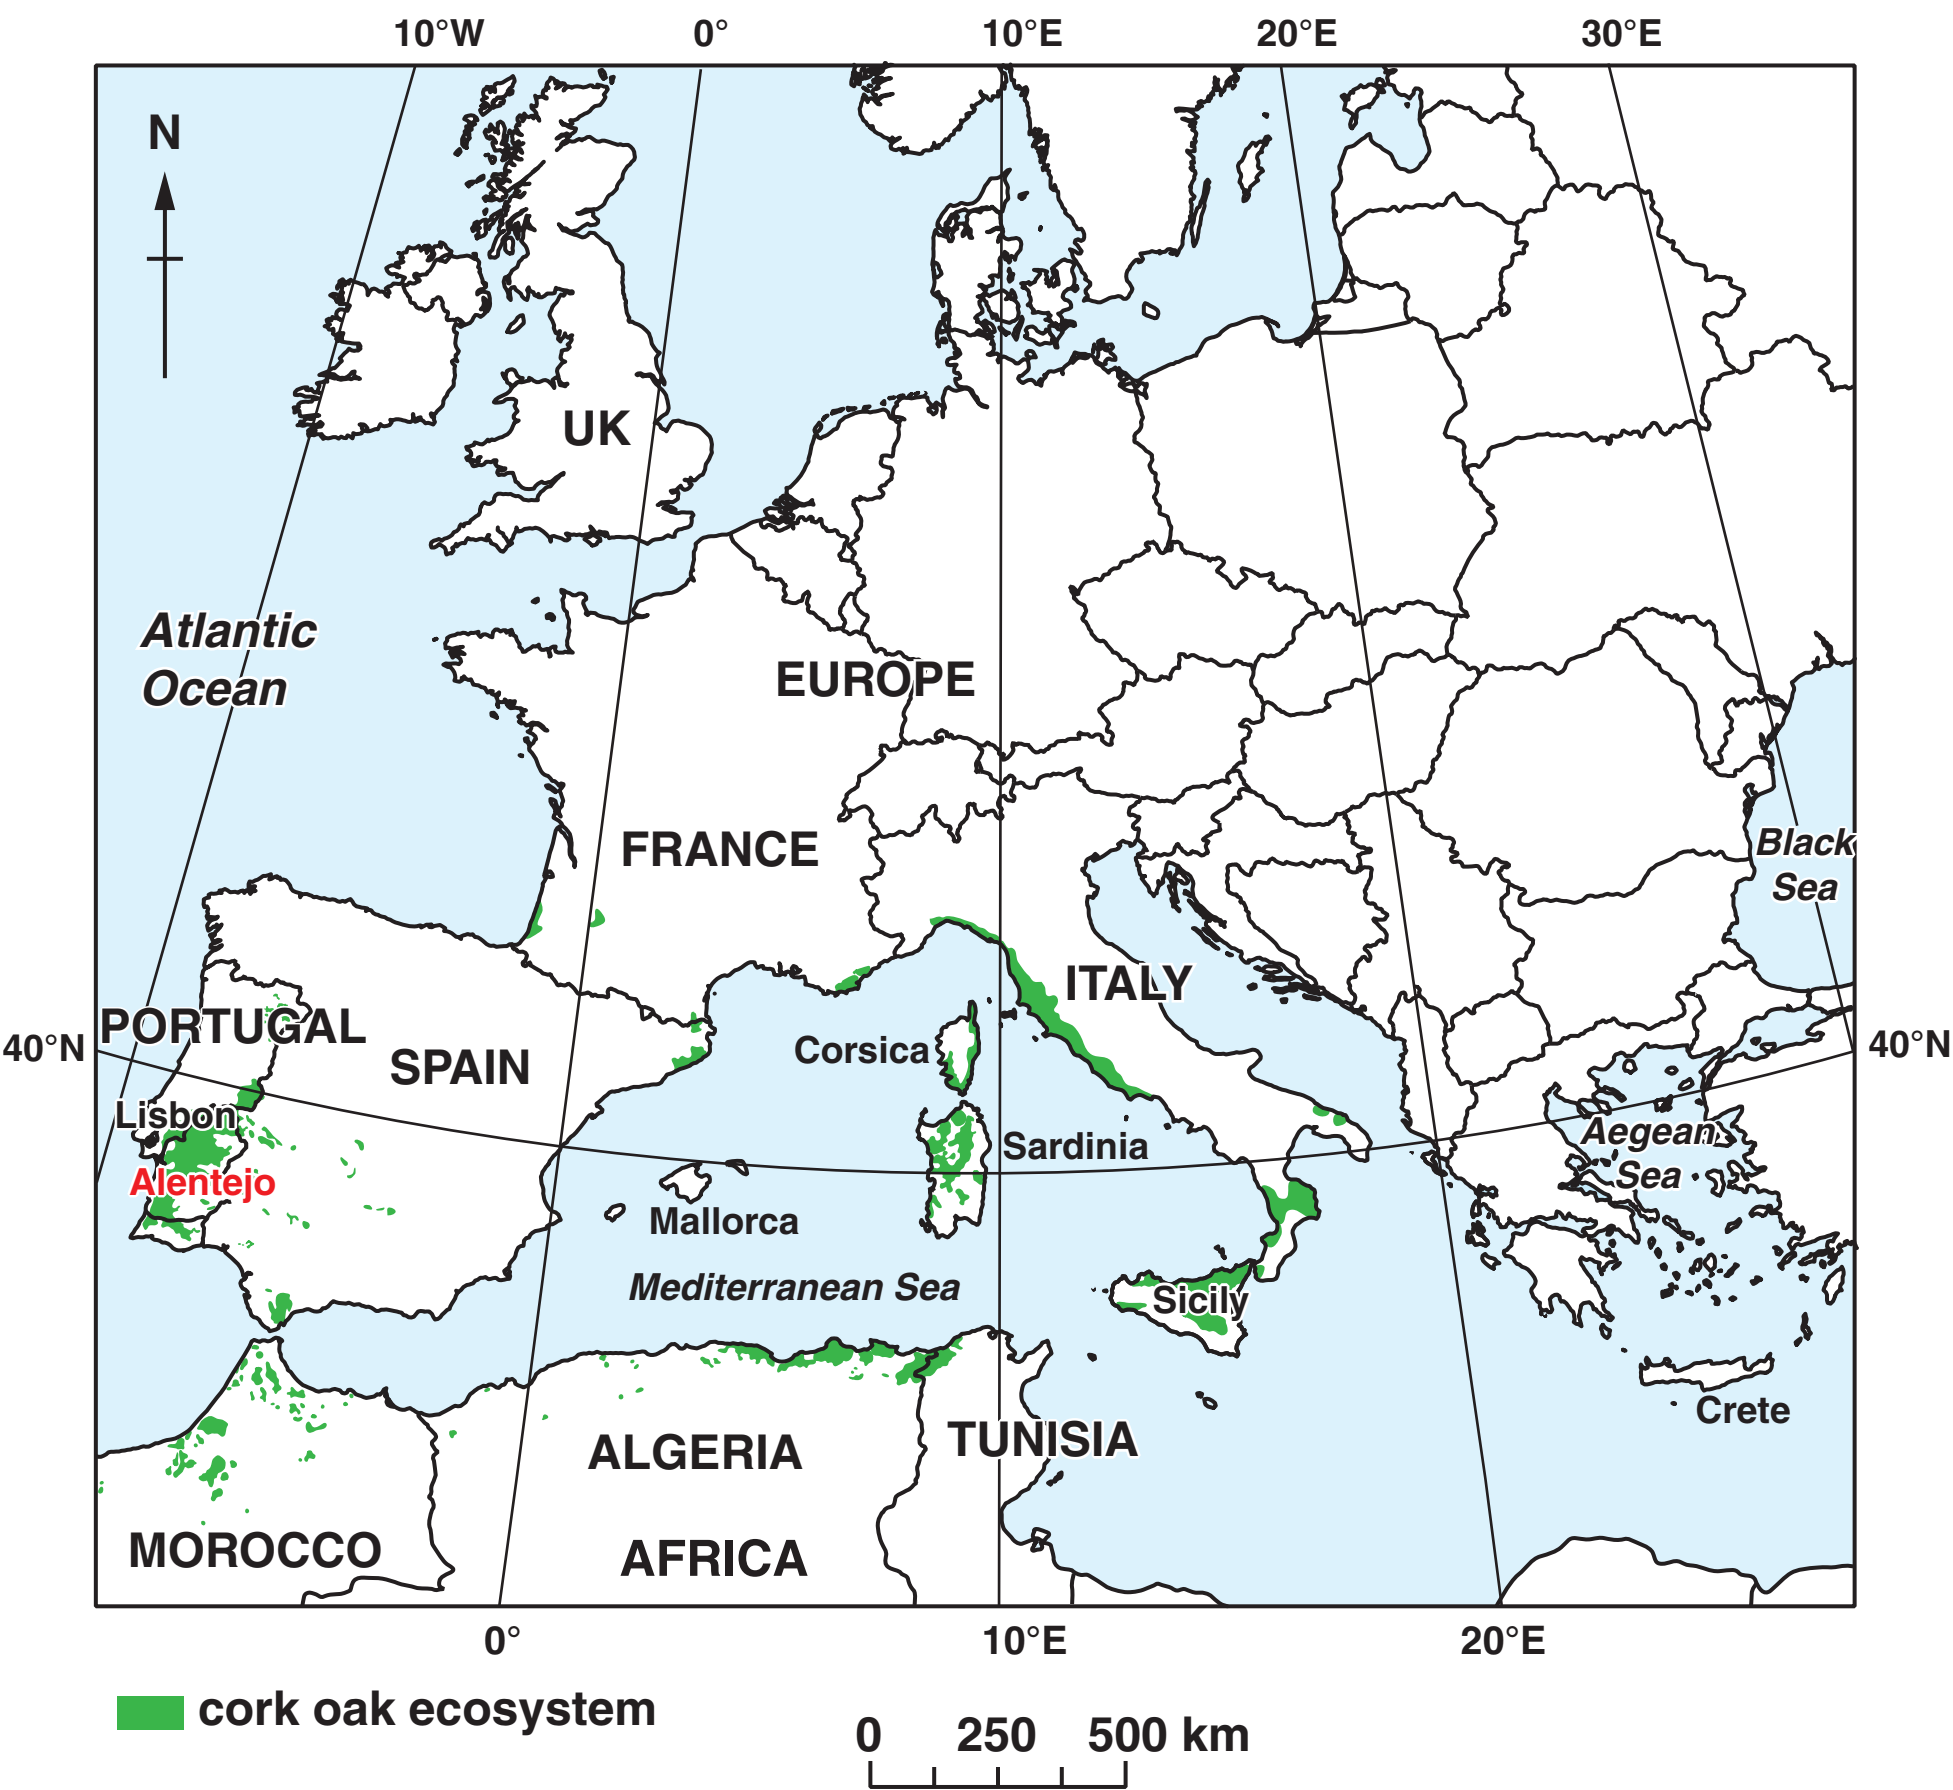 10°W 0° 10°E 20°E 30°E
N
UK
Atlantic
Ocean
EUROPE
FRANCE
Black
Sea
ITALY
PORTUGAL
40°N
SPAIN
Corsica
40°N
Lisbon
Aegean
Sea
Sardinia
Alentejo
Mallorca
Mediterranean Sea
Sicily
Crete
TUNISIA
ALGERIA
MOROCCO
AFRICA
0° 10°E 20°E
cork oak ecosystem
0 250 500 km